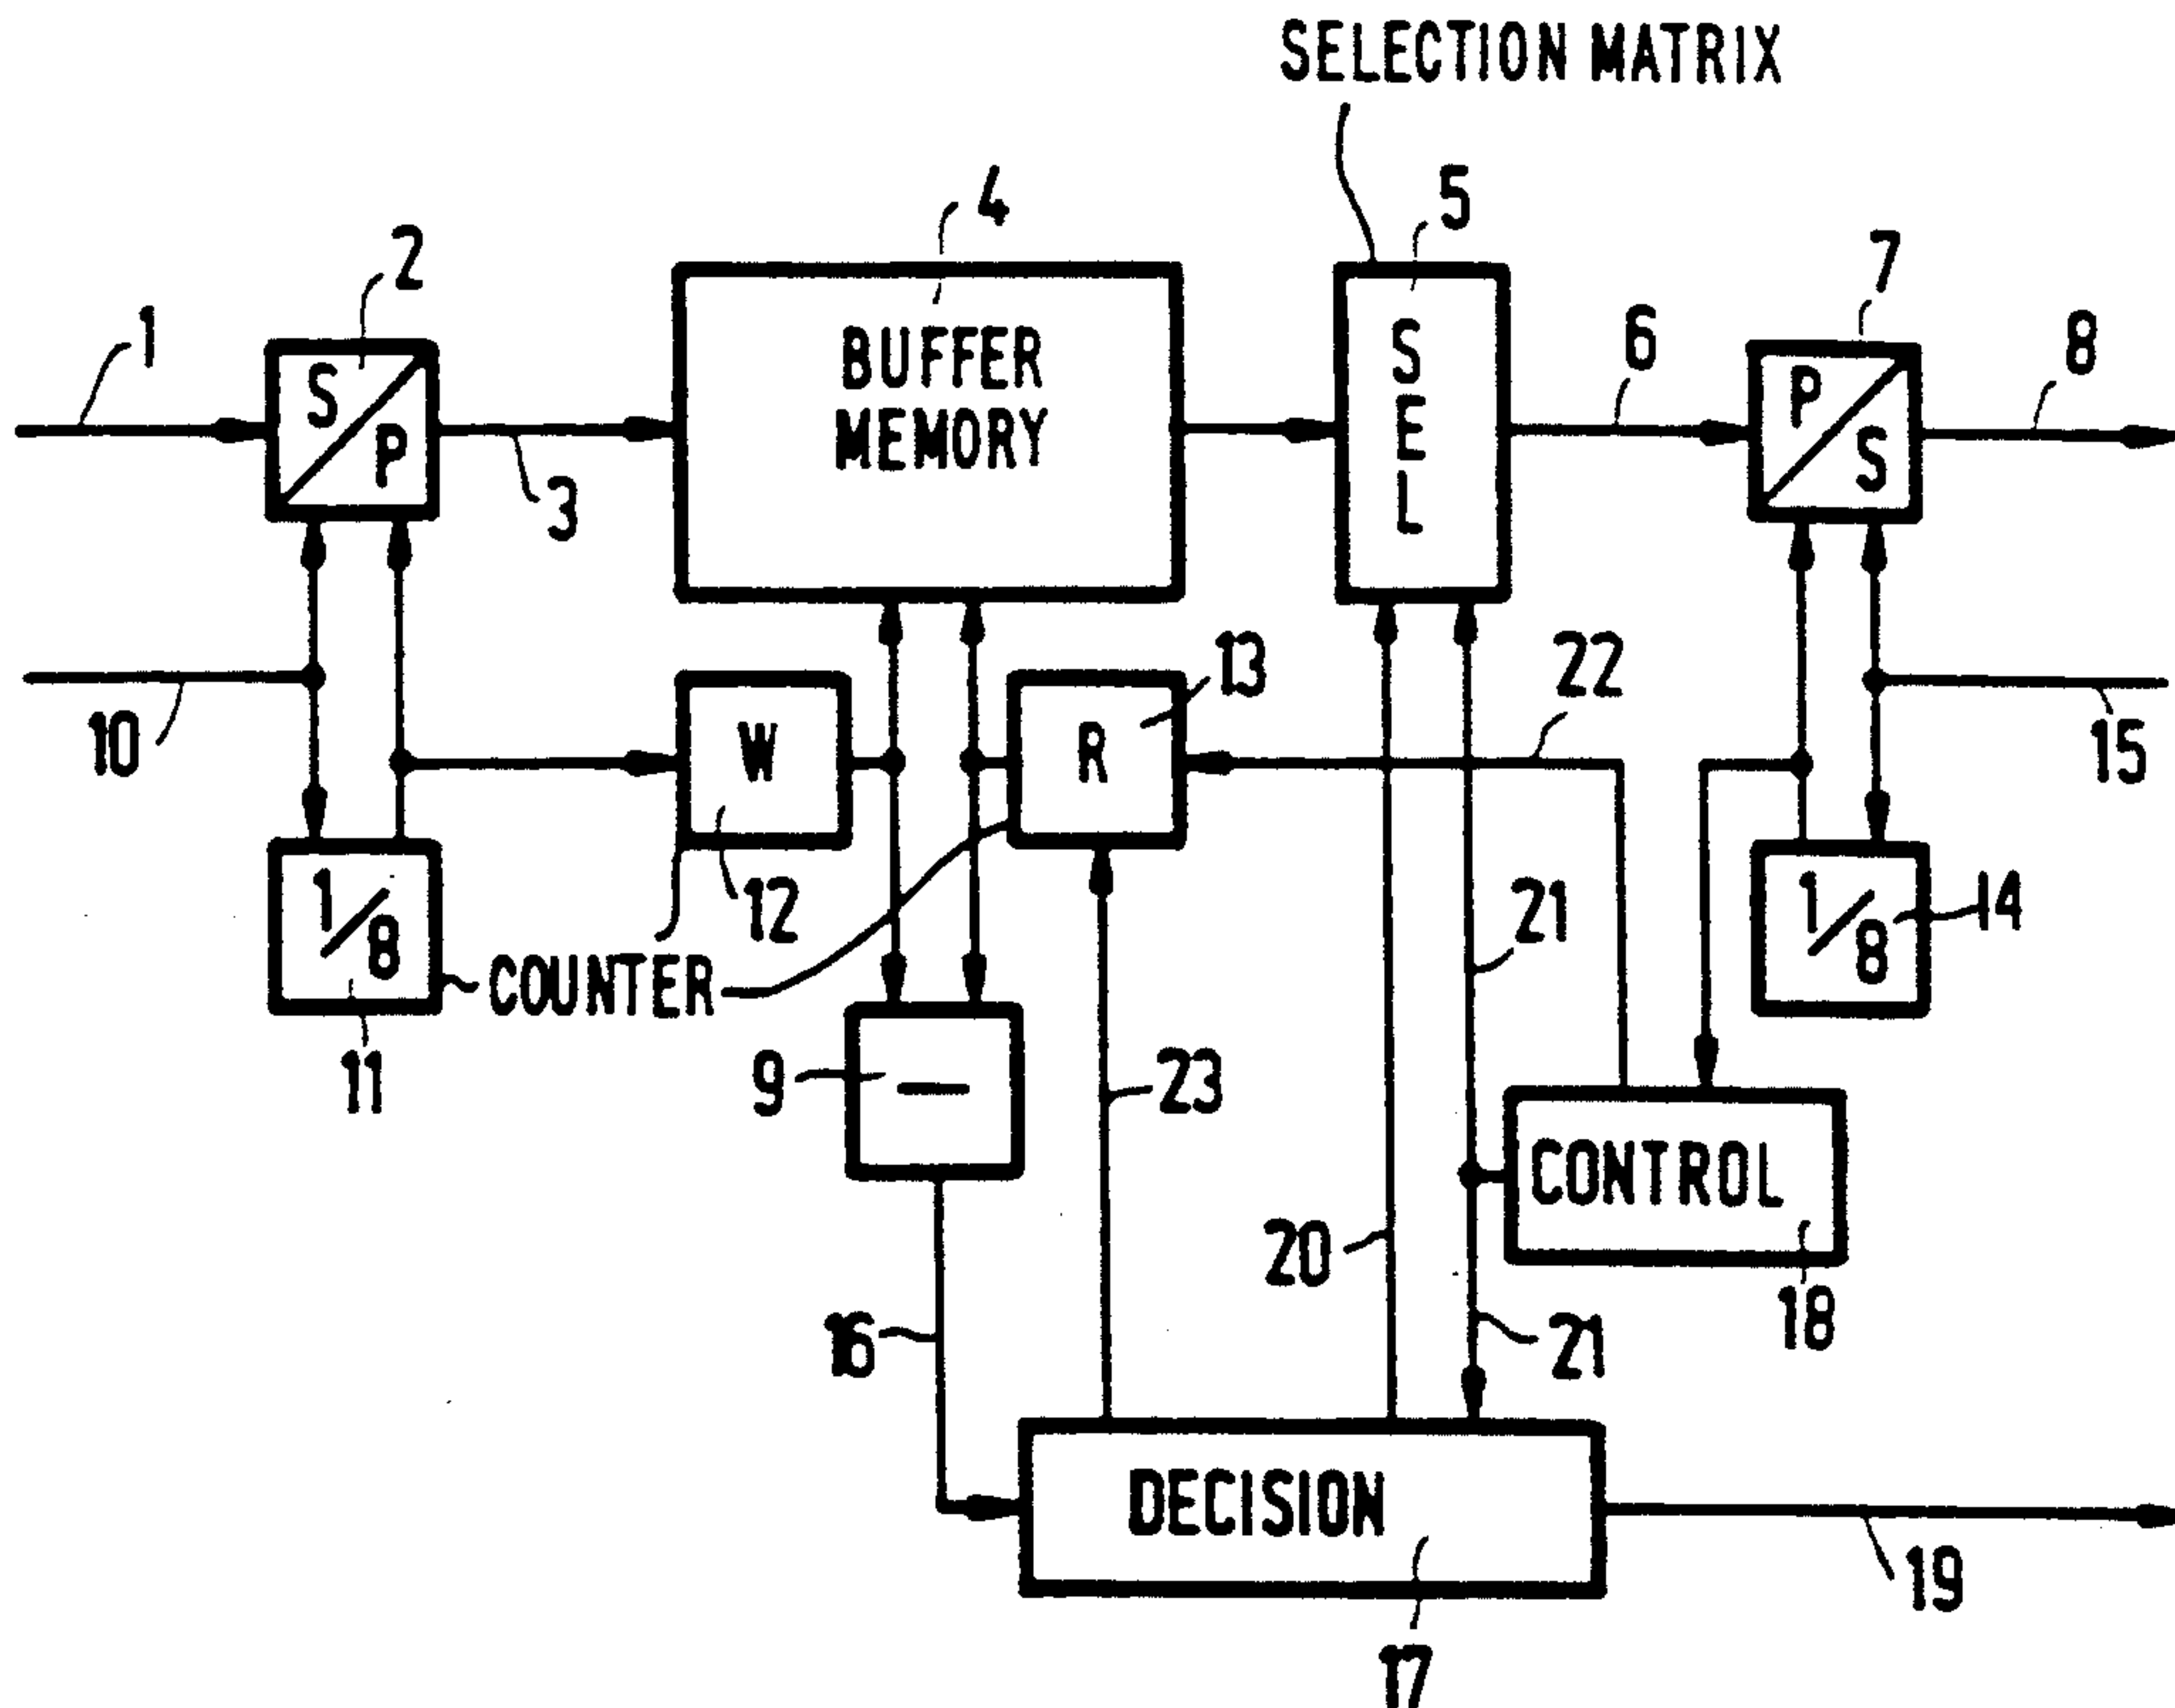 SELECTION MATRIX
4
5
2
7
1
8
6
S
P
BUFFER
MEMORY
S
E
L
P
S
3
13
22
10
W
R
15
12
21
14
1/8
1/8
COUNTER
9
—
23
11
CONTROL
20
16
21
18
DECISION
19
17